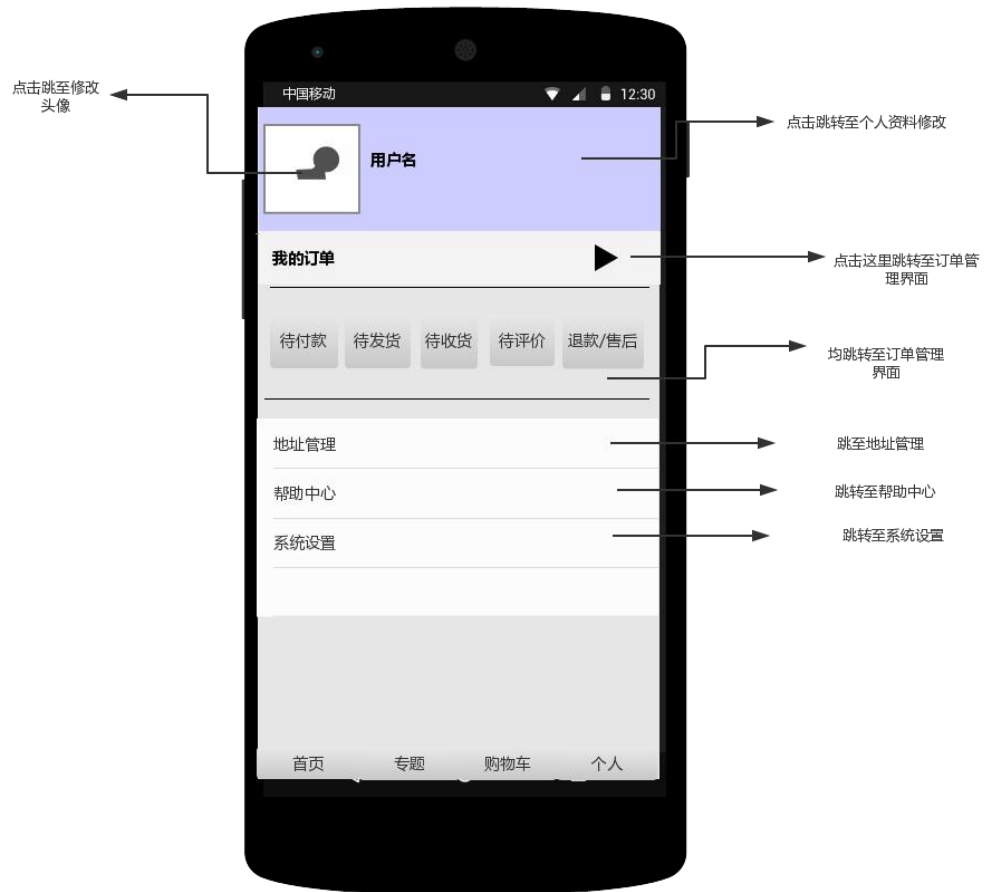 中国移动
12:30
点击跳至修改
头像
点击跳转至个人资料修改
用户名
我的订单
点击这里跳转至订单管
理界面
待付款 待发货 待收货 待评价 退款/售后
均跳转至订单管理
界面
地址管理
跳至地址管理
帮助中心
跳转至帮助中心
系统设置
跳转至系统设置
首页 专题 购物车 个人